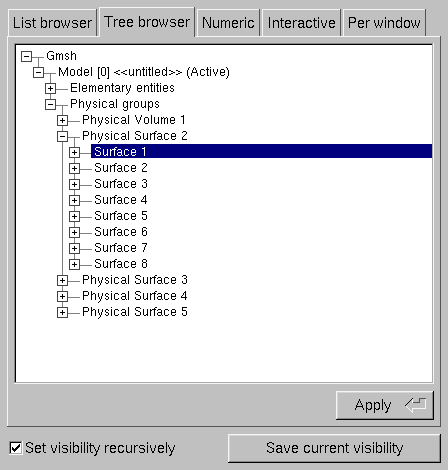 List browser Tree browser Numeric Interactive Per window
Gmsh
Model [0] <<untitled>> (Active)
Elementary entities
Physical groups
Physical Volume 1
Physical Surface 2
Surface 1
Surface 2
Surface 3
Surface 4
Surface 5
Surface 6
Surface 7
Surface 8
Physical Surface 3
Physical Surface 4
Physical Surface 5
Apply
Set visibility recursively Save current visibility